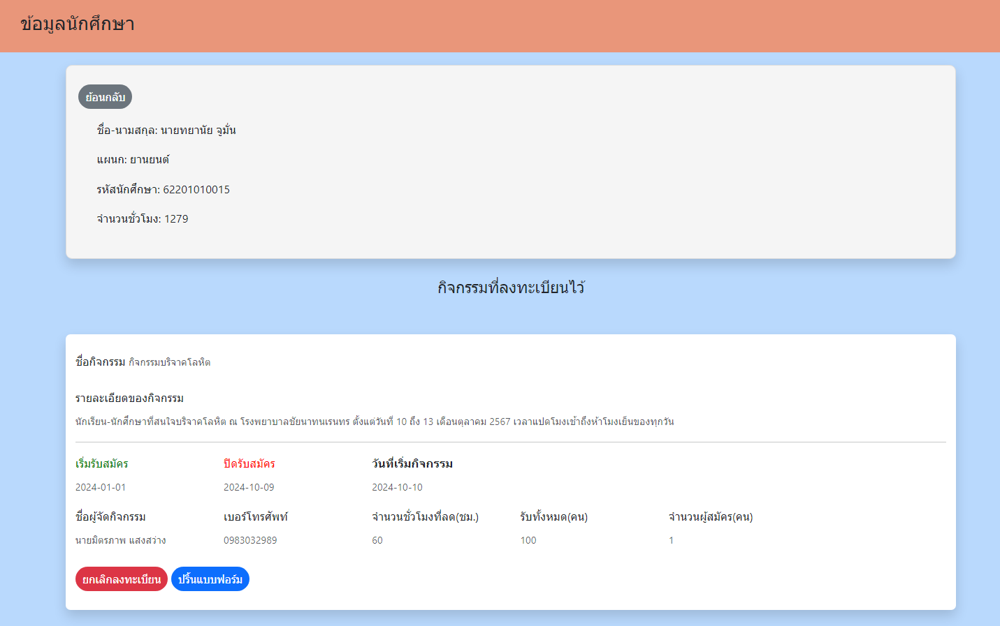 ข้อมูลนักศึกษา
ย้อนกลับ
ชื่อ-นามสกุล: นายทยานัย จูมั่น
แผนก: ยานยนต์
รหัสนักศึกษา: 62201010015
จำนวนชั่วโมง: 1279
กิจกรรมที่ลงทะเบียนไว้
ชื่อกิจกรรม กิจกรรมบริจาคโลหิต
รายละเอียดของกิจกรรม
นักเรียน-นักศึกษาที่สนใจบริจาคโลหิต ณ โรงพยาบาลชัยนาทนเรนทร ตั้งแต่วันที่ 10 ถึง 13 เดือนตุลาคม 2567 เวลาแปดโมงเช้าถึงห้าโมงเย็นของทุกวัน
เริ่มรับสมัคร ปิดรับสมัคร วันที่เริ่มกิจกรรม
2024-01-01 2024-10-09 2024-10-10
ชื่อผู้จัดกิจกรรม เบอร์โทรศัพท์ จำนวนชั่วโมงที่ลด(ชม.) รับทั้งหมด(คน) จำนวนผู้สมัคร(คน)
นายมิตรภาพ แสงสว่าง 0983032989 60 100 1
ยกเลิกลงทะเบียน ปริ้นแบบฟอร์ม